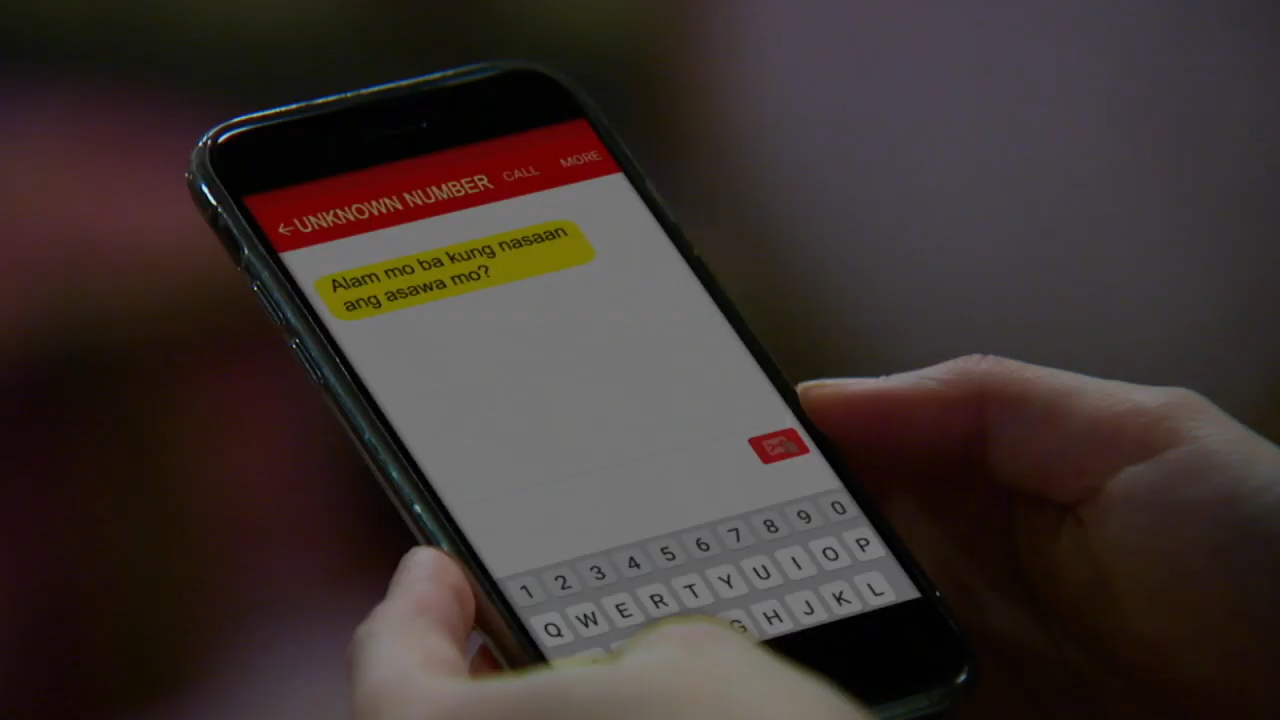 ←UNKNOWN NUMBER CALL MORE
Alam mo ba kung nasaan
ang asawa mo?
1 2 3 4 5 6 7 8 9 0
Q W E R T Y U I O P
G H J K L